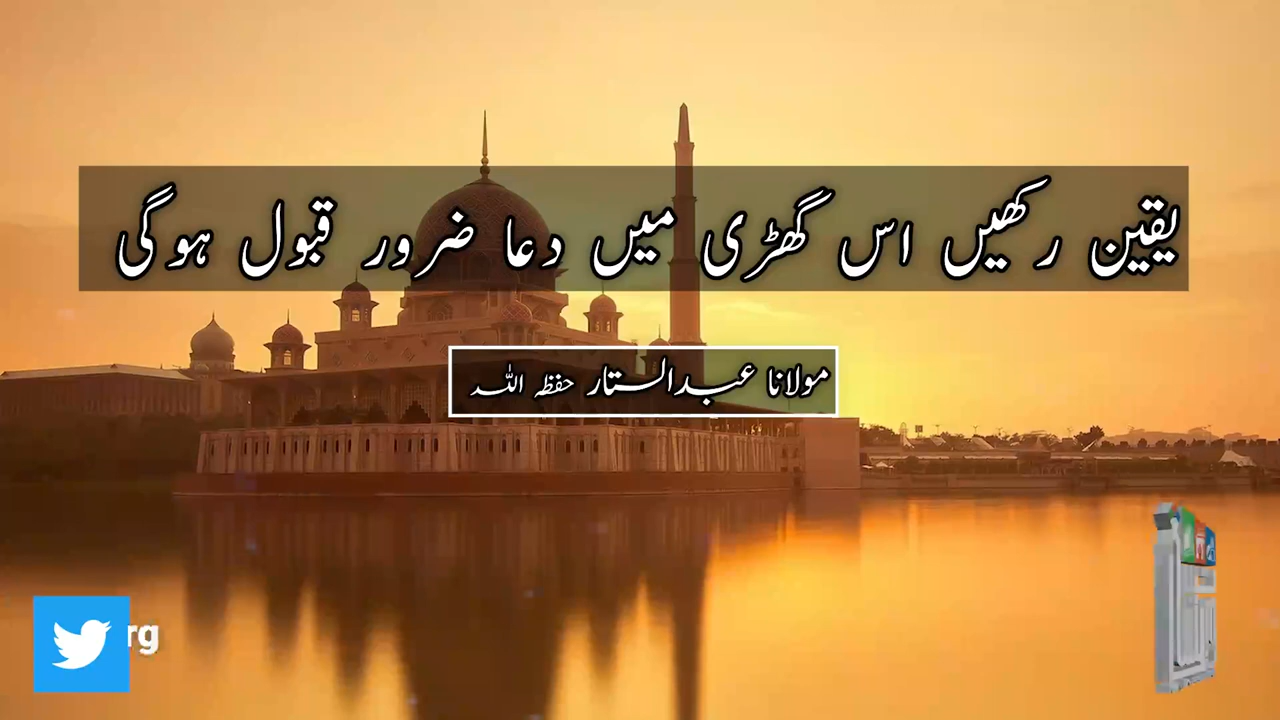 یقین رکھیں اس گھڑی میں دعا ضرور قبول ہوگی
مولانا عبدالستار حفظہ اللہ
rg